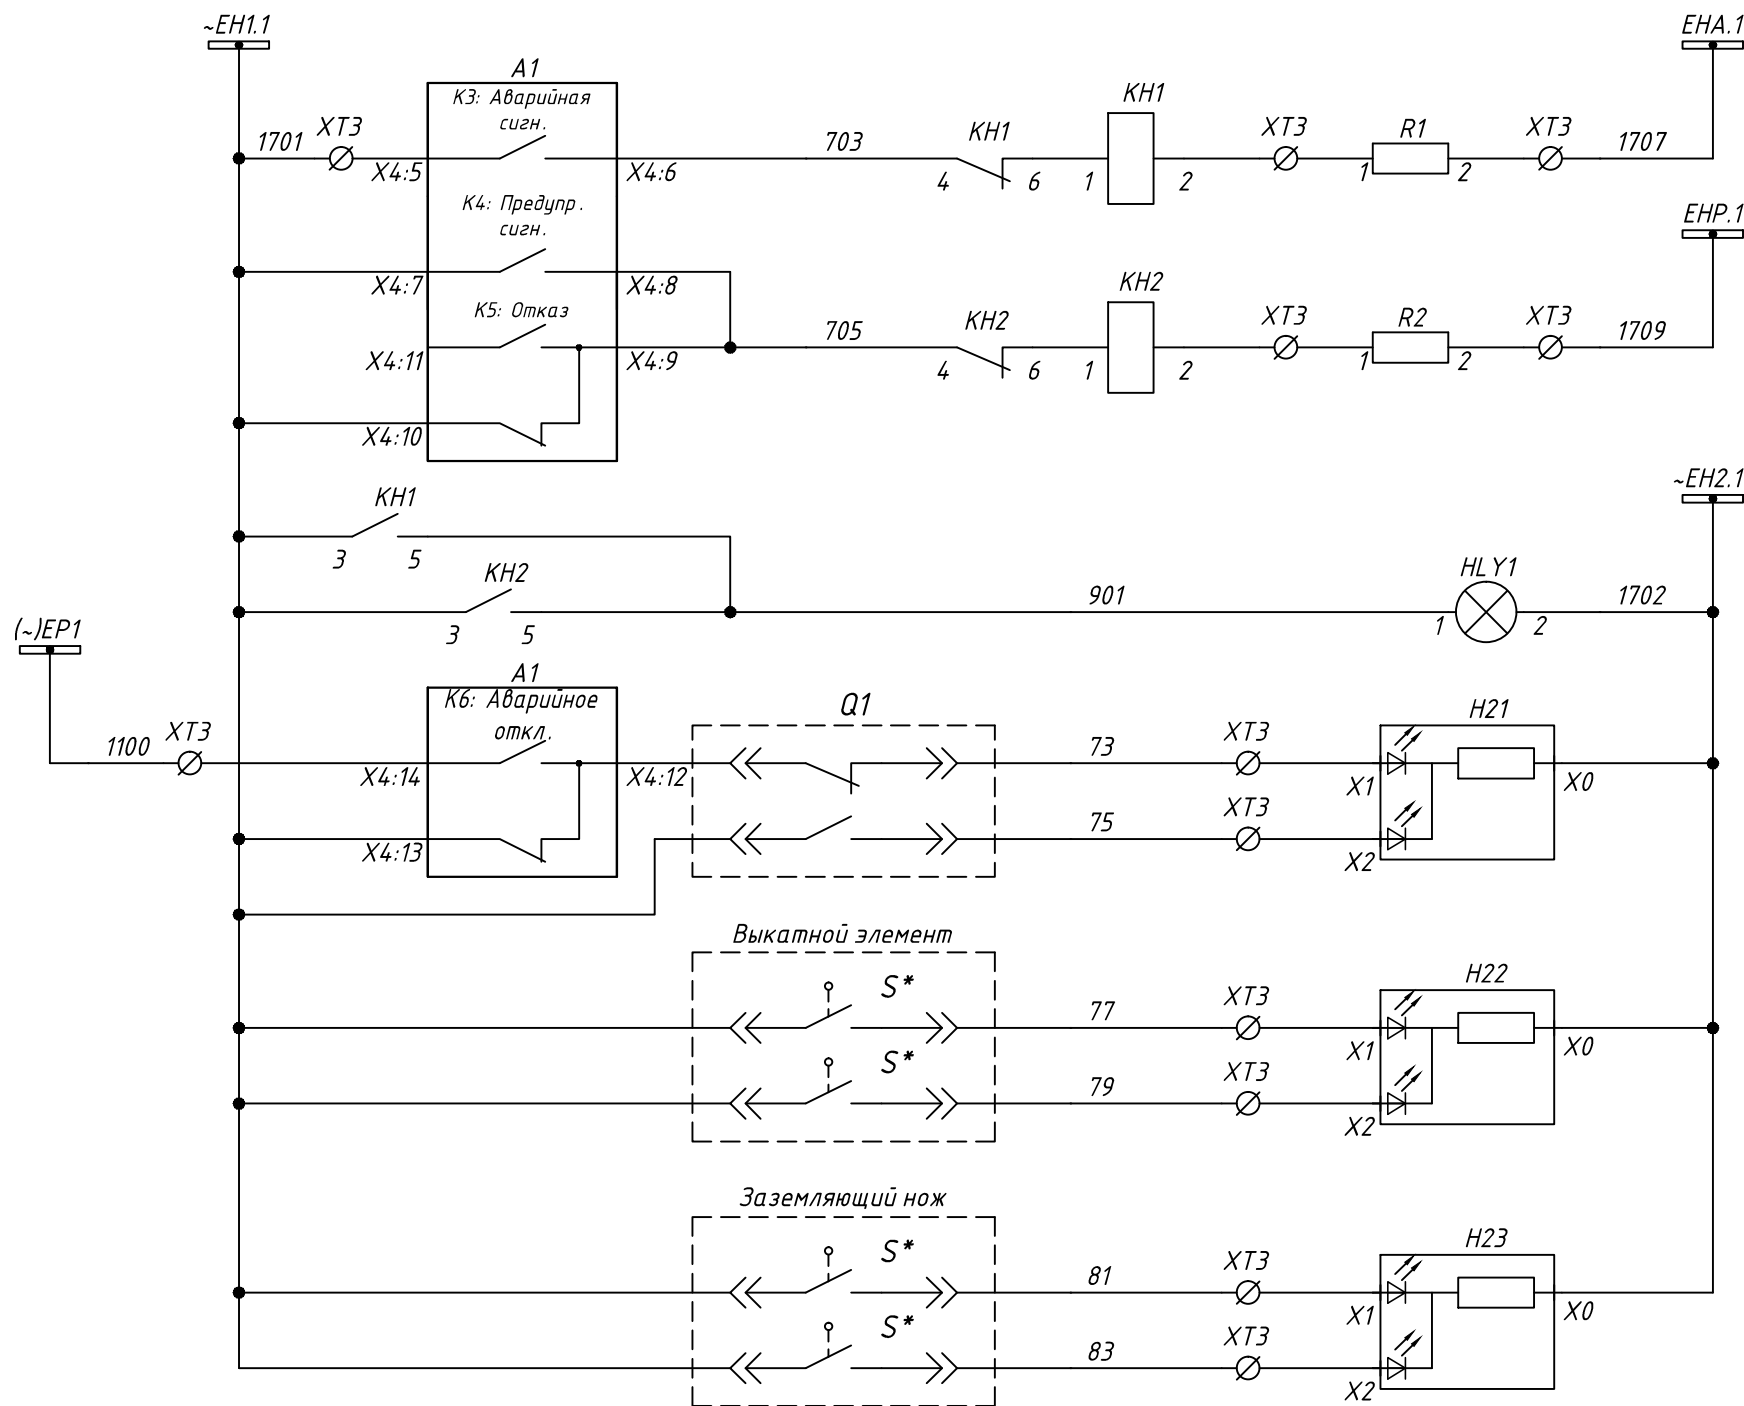 ~EH1.1
EHA.1
A1
K3: Аварийная
сигн.
1701
XT3
X4:5
X4:6
703
KH1
4
6
KH1
1
2
XT3
R1
1
2
XT3
1707
K4: Предупр.
сигн.
X4:7
X4:8
EHP.1
K5: Отказ
X4:11
X4:9
705
KH2
4
6
KH2
1
2
XT3
R2
1
2
XT3
1709
X4:10
~EH2.1
KH1
3
5
KH2
3
5
901
HLY1
1
2
1702
(~)EP1
1100
XT3
A1
K6: Аварийное
откл.
X4:14
X4:12
X4:13
Q1
73
XT3
75
XT3
H21
X1
X0
X2
Выкатной элемент
S*
77
XT3
S*
79
XT3
H22
X1
X0
X2
Заземляющий нож
S*
81
XT3
S*
83
XT3
H23
X1
X0
X2